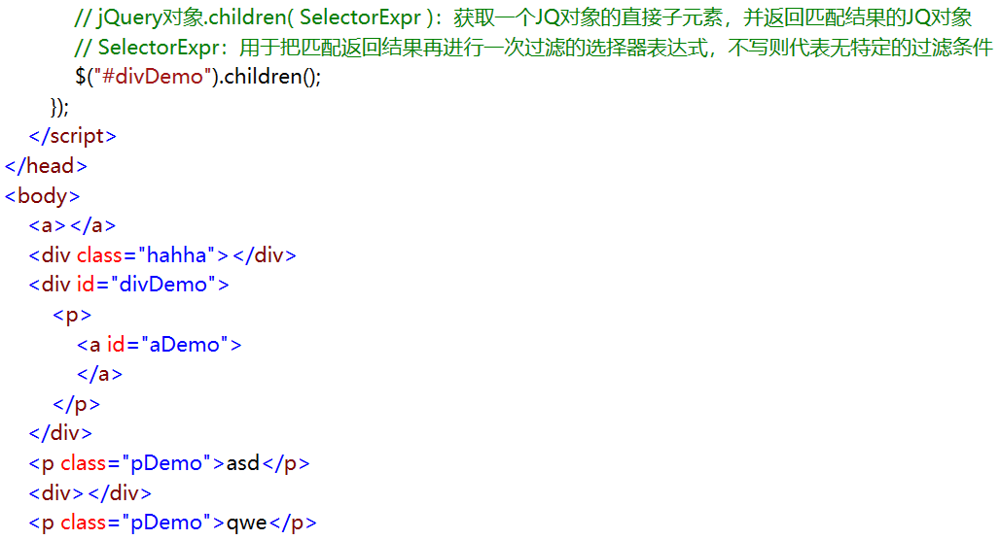 // jQuery对象.children( SelectorExpr )：获取一个JQ对象的直接子元素，并返回匹配结果的JQ对象
// SelectorExpr：用于把匹配返回结果再进行一次过滤的选择器表达式，不写则代表无特定的过滤条件
$("#divDemo").children();
});
</script>
</head>
<body>
<a></a>
<div class="hahha"></div>
<div id="divDemo">
<p>
<a id="aDemo">
</a>
</p>
</div>
<p class="pDemo">asd</p>
<div></div>
<p class="pDemo">qwe</p>